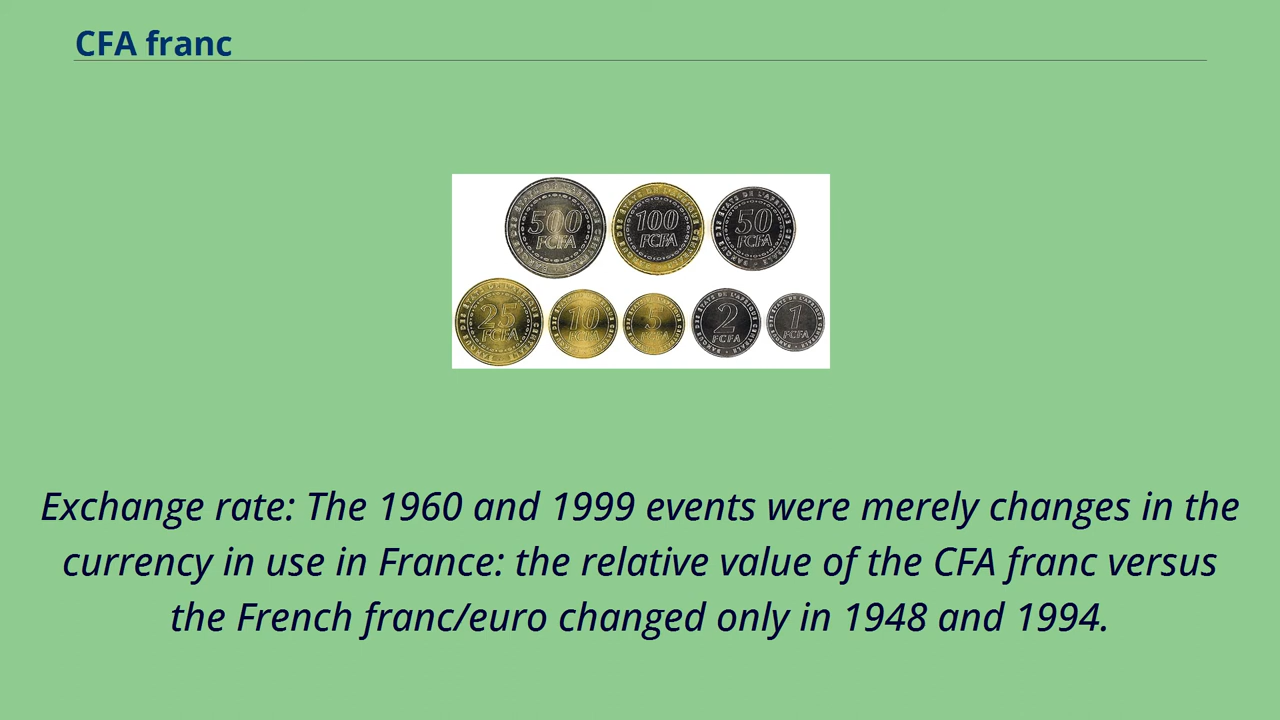 CFA franc
500
FCFA
100
FCFA
50
FCFA
25
FCFA
10
FCFA
5
FCFA
2
FCFA
1
FCFA
Exchange rate: The 1960 and 1999 events were merely changes in the
currency in use in France: the relative value of the CFA franc versus
the French franc/euro changed only in 1948 and 1994.